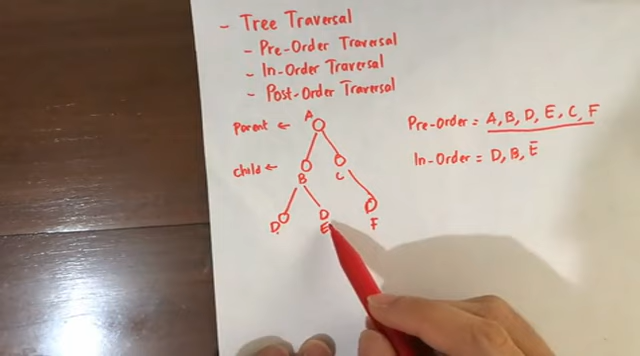 - Tree Traversal
- Pre-Order Traversal
- In-Order Traversal
- Post-Order Traversal
A
Parent ←
Pre-Order = A, B, D, E, C, F
Child ←
B
C
In-Order = D, B, E
D
E
F